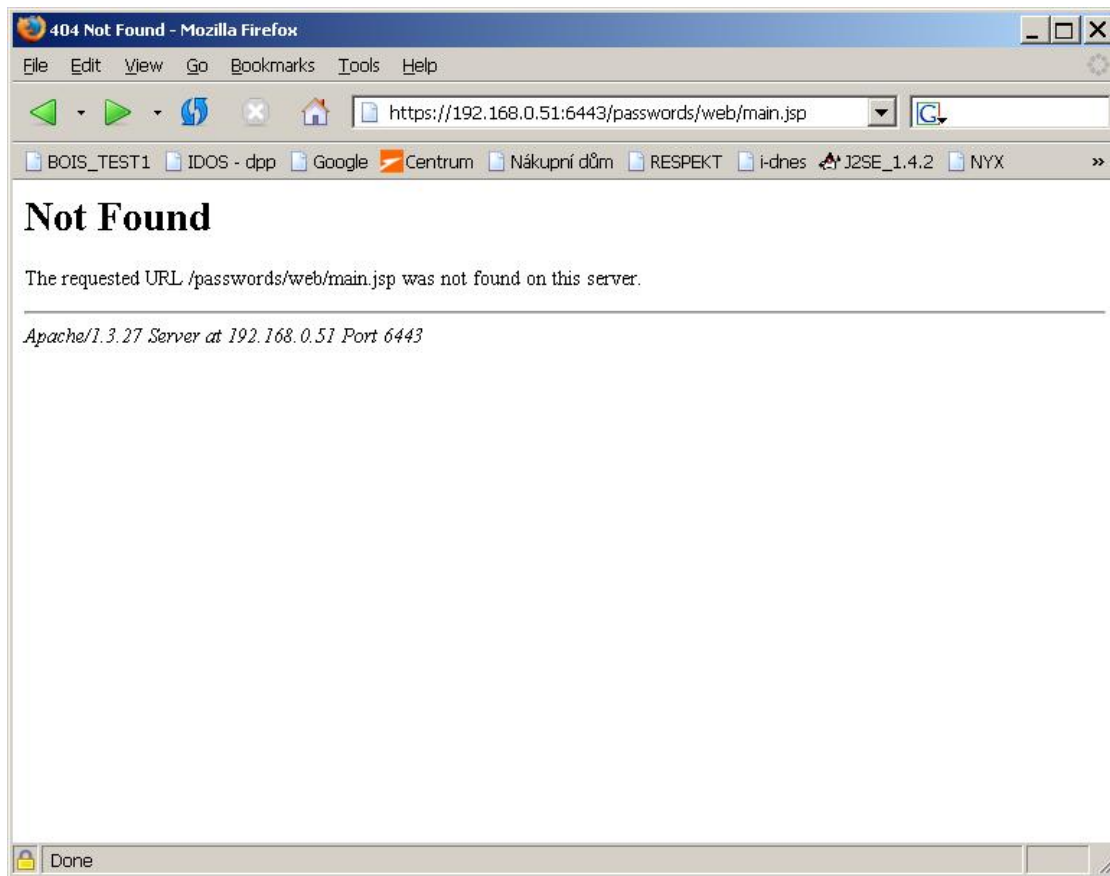 404 Not Found - Mozilla Firefox
File Edit View Go Bookmarks Tools Help
https://192.168.0.51:6443/passwords/web/main.jsp G
BOIS_TEST1 IDOS - dpp Google Centrum Nákupní dům RESPEKT i-dnes J2SE_1.4.2 NYX »
Not Found
The requested URL /passwords/web/main.jsp was not found on this server.
Apache/1.3.27 Server at 192.168.0.51 Port 6443
Done